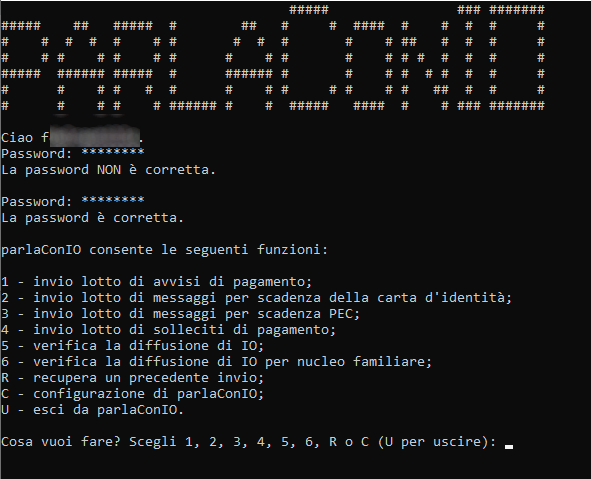 PARLACONIO
Ciao f
Password: ********
La password NON è corretta.
Password: ********
La password è corretta.
parlaConIO consente le seguenti funzioni:
1 - invio lotto di avvisi di pagamento;
2 - invio lotto di messaggi per scadenza della carta d'identità;
3 - invio lotto di messaggi per scadenza PEC;
4 - invio lotto di solleciti di pagamento;
5 - verifica la diffusione di IO;
6 - verifica la diffusione di IO per nucleo familiare;
R - recupera un precedente invio;
C - configurazione di parlaConIO;
U - esci da parlaConIO.
Cosa vuoi fare? Scegli 1, 2, 3, 4, 5, 6, R o C (U per uscire):